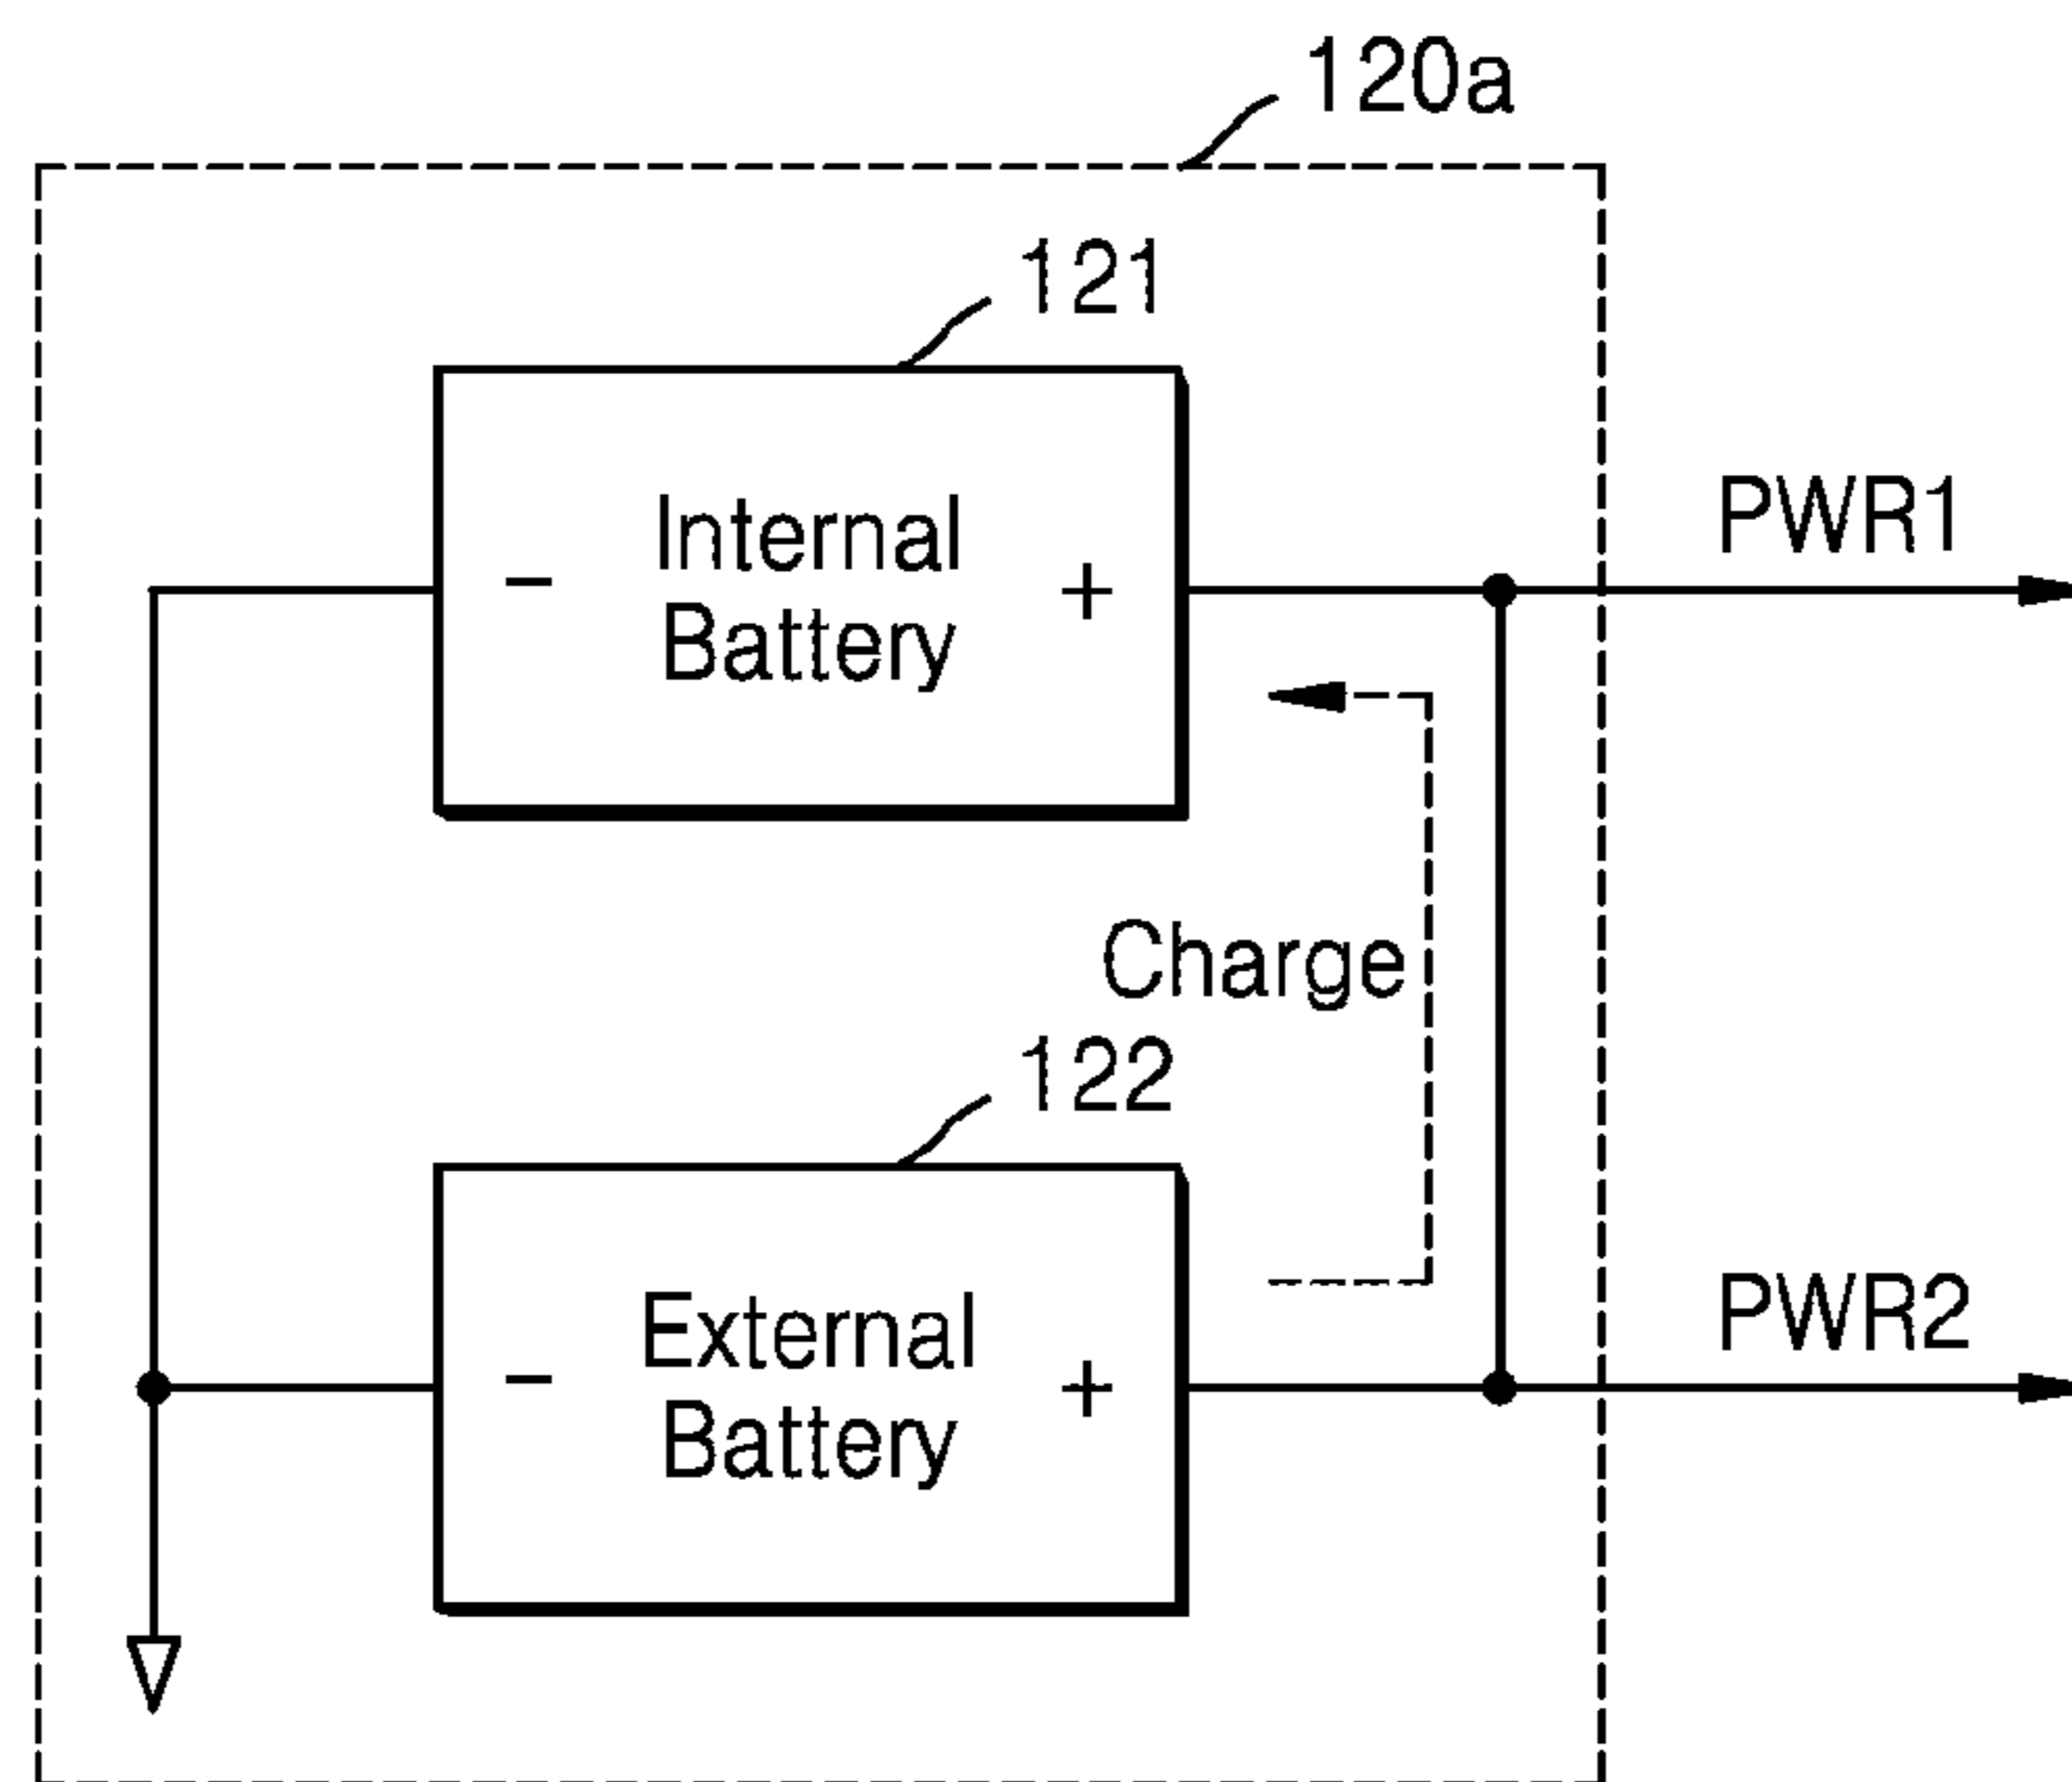 120a
121
Internal
Battery
-
+
PWR1
Charge
122
External
Battery
-
+
PWR2